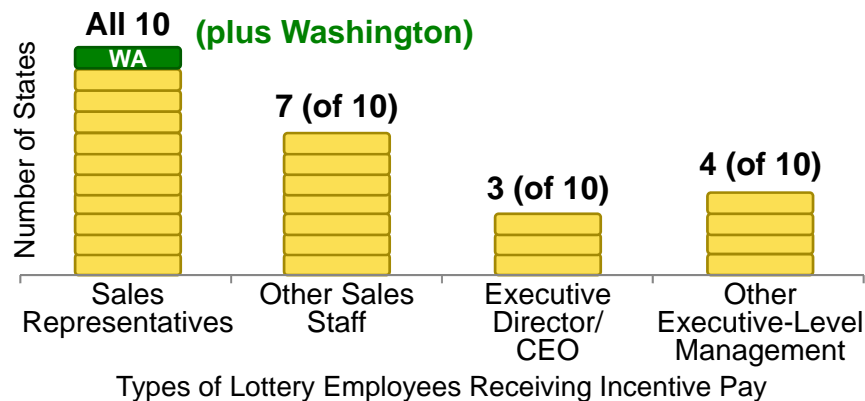 All 10
(plus Washington)
WA
7 (of 10)
3 (of 10)
4 (of 10)
Number of States
Sales
Representatives
Other Sales
Staff
Executive
Director/
CEO
Other
Executive-Level
Management
Types of Lottery Employees Receiving Incentive Pay